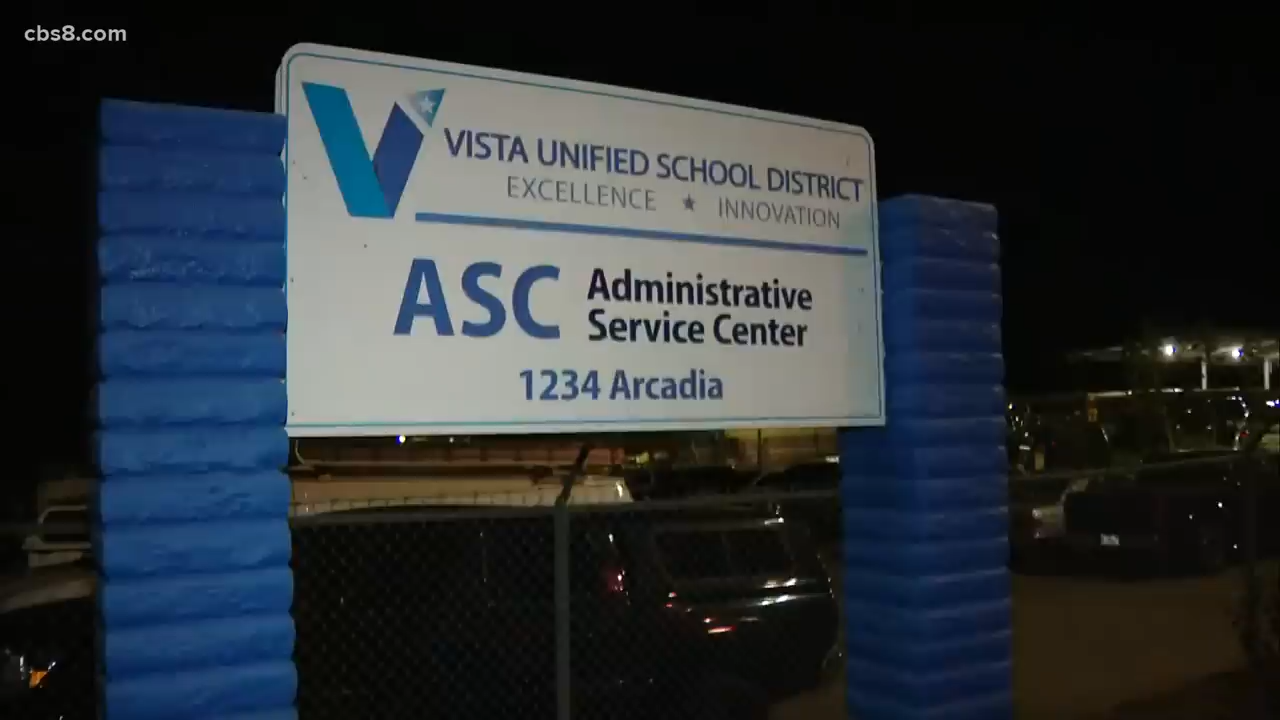 cbs8.com
VISTA UNIFIED SCHOOL DISTRICT
EXCELLENCE ★ INNOVATION
ASC Administrative
Service Center
1234 Arcadia